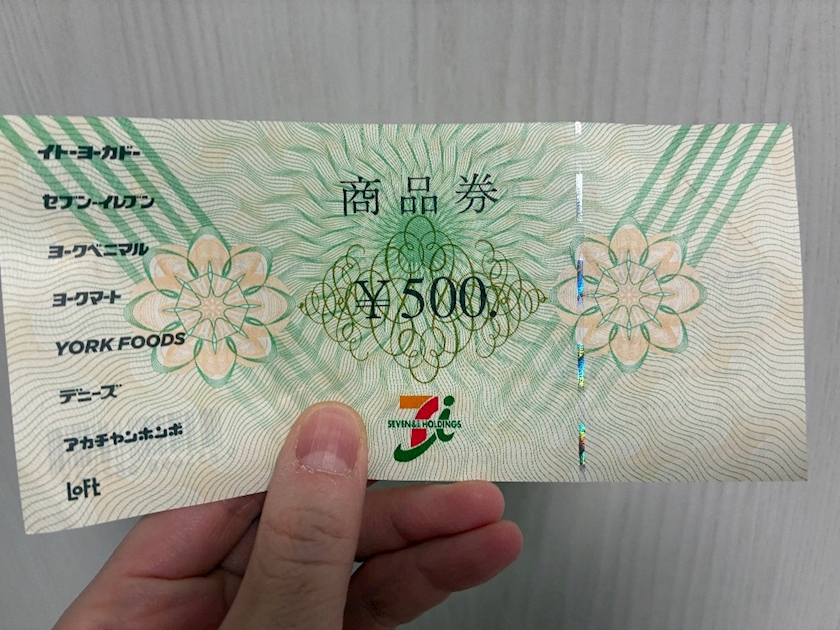 イトーヨーカドー
セブン-イレブン
ヨークベニマル
ヨークマート
YORK FOODS
デニーズ
アカチャンホンポ
LoFt
商品券
￥500.
7i
SEVEN&i HOLDINGS